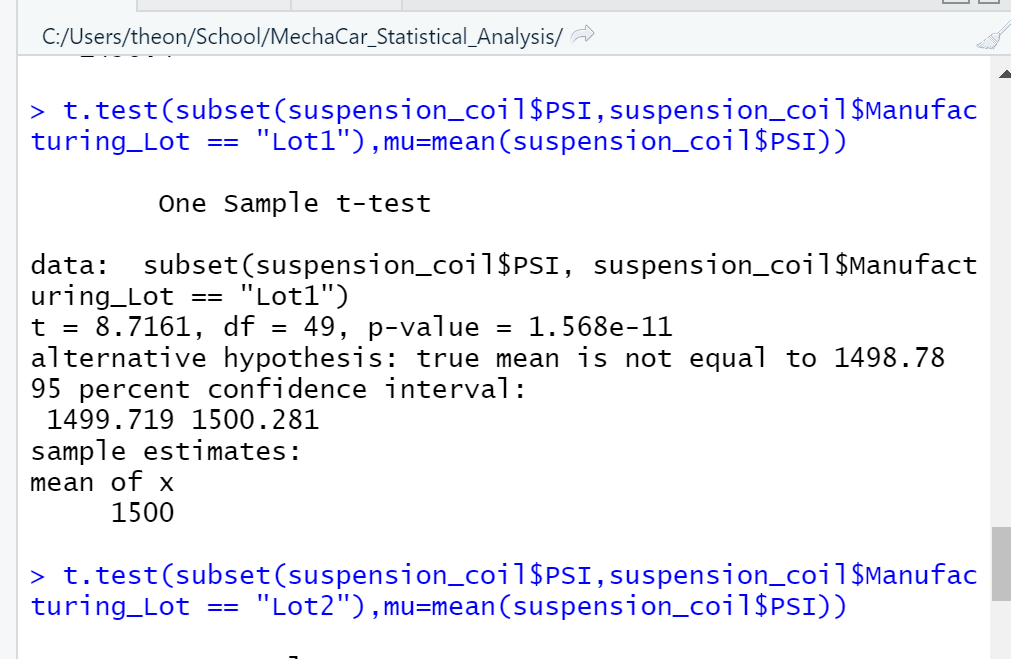 C:/Users/theon/School/MechaCar_Statistical_Analysis/
> t.test(subset(suspension_coil$PSI,suspension_coil$Manufac
turing_Lot == "Lot1"),mu=mean(suspension_coil$PSI))
One Sample t-test
data:  subset(suspension_coil$PSI, suspension_coil$Manufact
uring_Lot == "Lot1")
t = 8.7161, df = 49, p-value = 1.568e-11
alternative hypothesis: true mean is not equal to 1498.78
95 percent confidence interval:
1499.719 1500.281
sample estimates:
mean of x
1500
> t.test(subset(suspension_coil$PSI,suspension_coil$Manufac
turing_Lot == "Lot2"),mu=mean(suspension_coil$PSI))